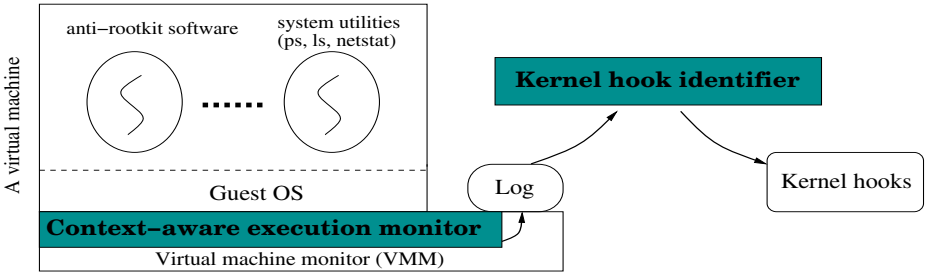 A virtual machine
anti−rootkit software
system utilities
(ps, ls, netstat)
Guest OS
Context−aware execution monitor
Virtual machine monitor (VMM)
Log
Kernel hook identifier
Kernel hooks